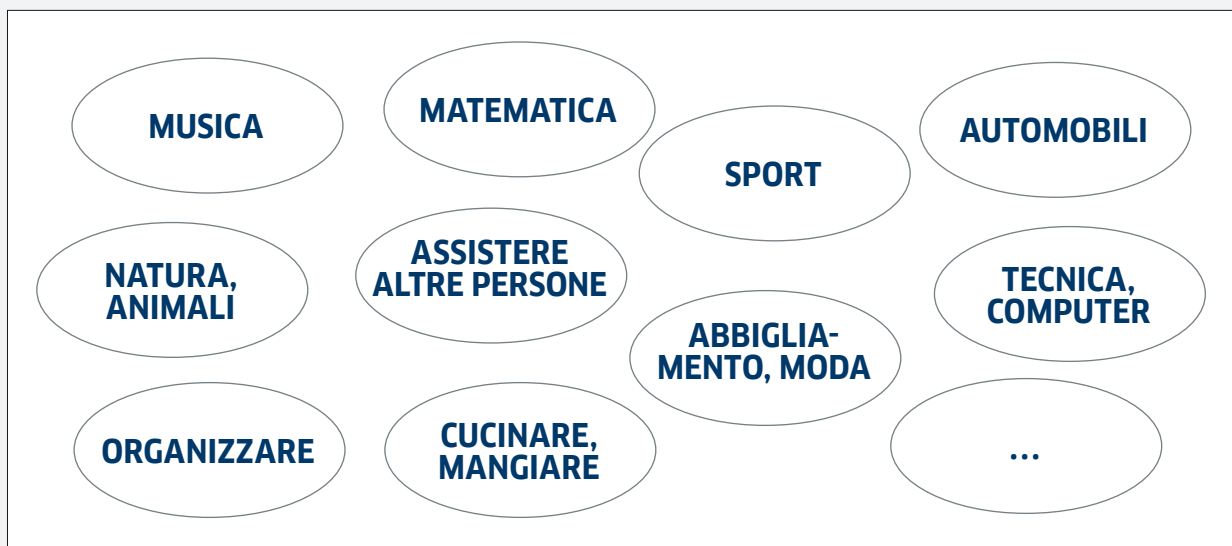 MUSICA
MATEMATICA
SPORT
AUTOMOBILI
NATURA,
ANIMALI
ASSISTERE
ALTRE PERSONE
ABBIGLIA-
MENTO, MODA
TECNICA,
COMPUTER
ORGANIZZARE
CUCINARE,
MANGIARE
...